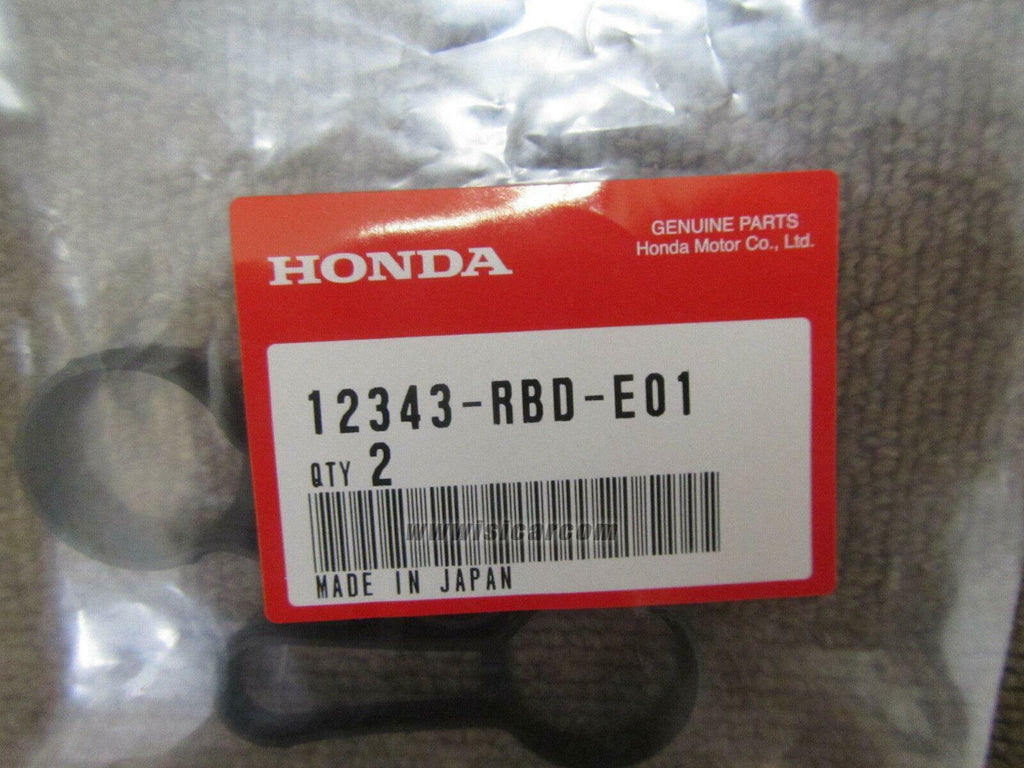 HONDA
GENUINE PARTS
Honda Motor Co., Ltd.
12343-RBD-E01
QTY 2
www.isicar.com
MADE IN JAPAN